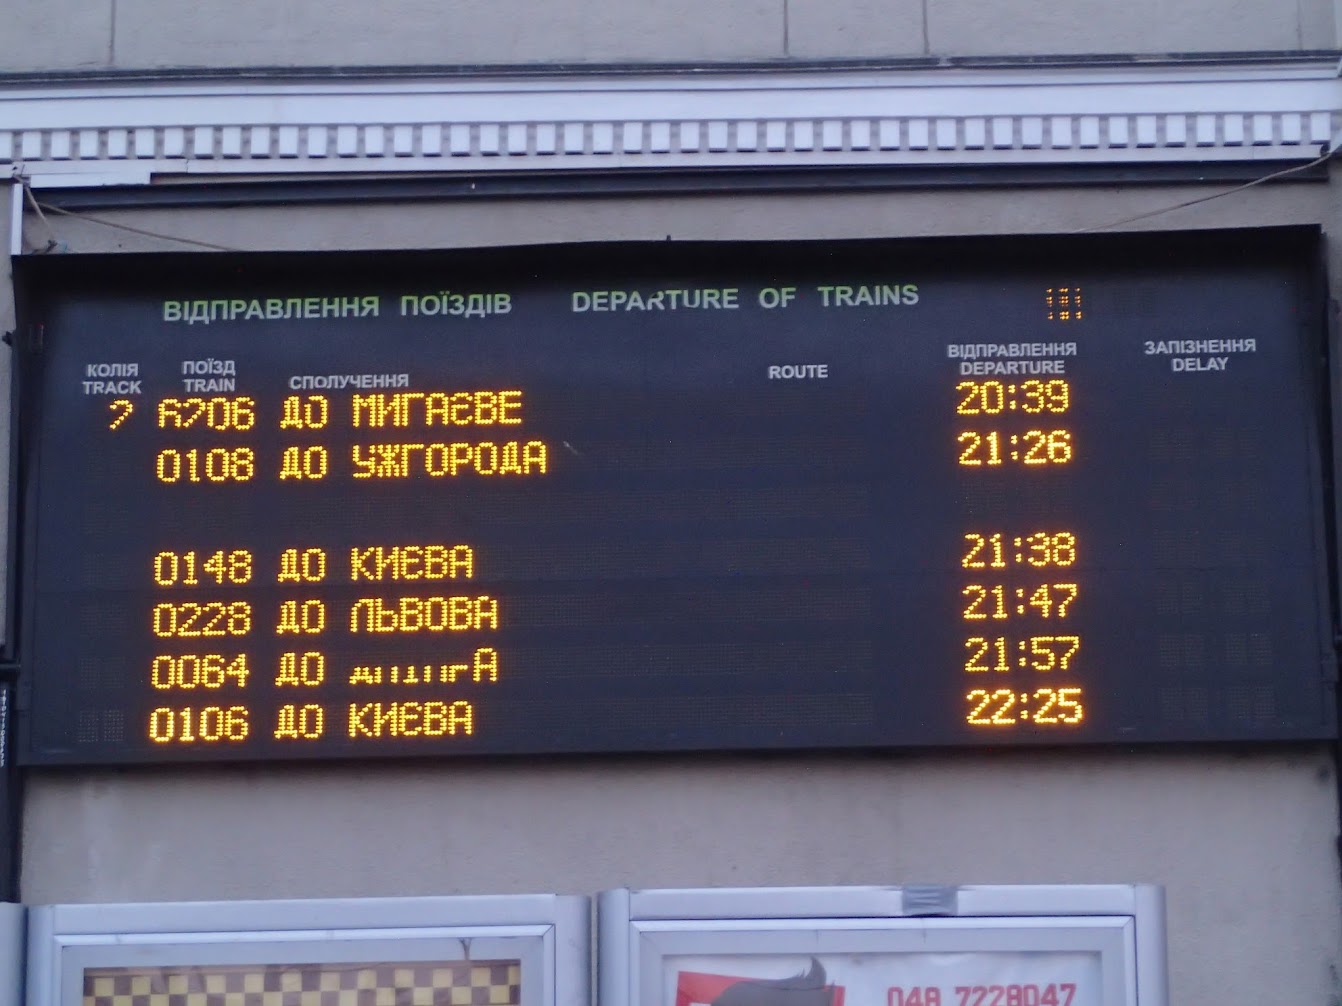 ВІДПРАВЛЕННЯ ПОЇЗДІВ DEPARTURE OF TRAINS
КОЛІЯ ПОЇЗД СПОЛУЧЕННЯ ROUTE ВІДПРАВЛЕННЯ ЗАПІЗНЕННЯ
TRACK TRAIN DEPARTURE DELAY
2 6206 ДО МИГАЄВЕ 20:39
0108 ДО УЖГОРОДА 21:26
0148 ДО КИЄВА 21:38
0228 ДО ЛЬВОВА 21:47
0064 ДО 21:57
0106 ДО КИЄВА 22:25
048 7228047